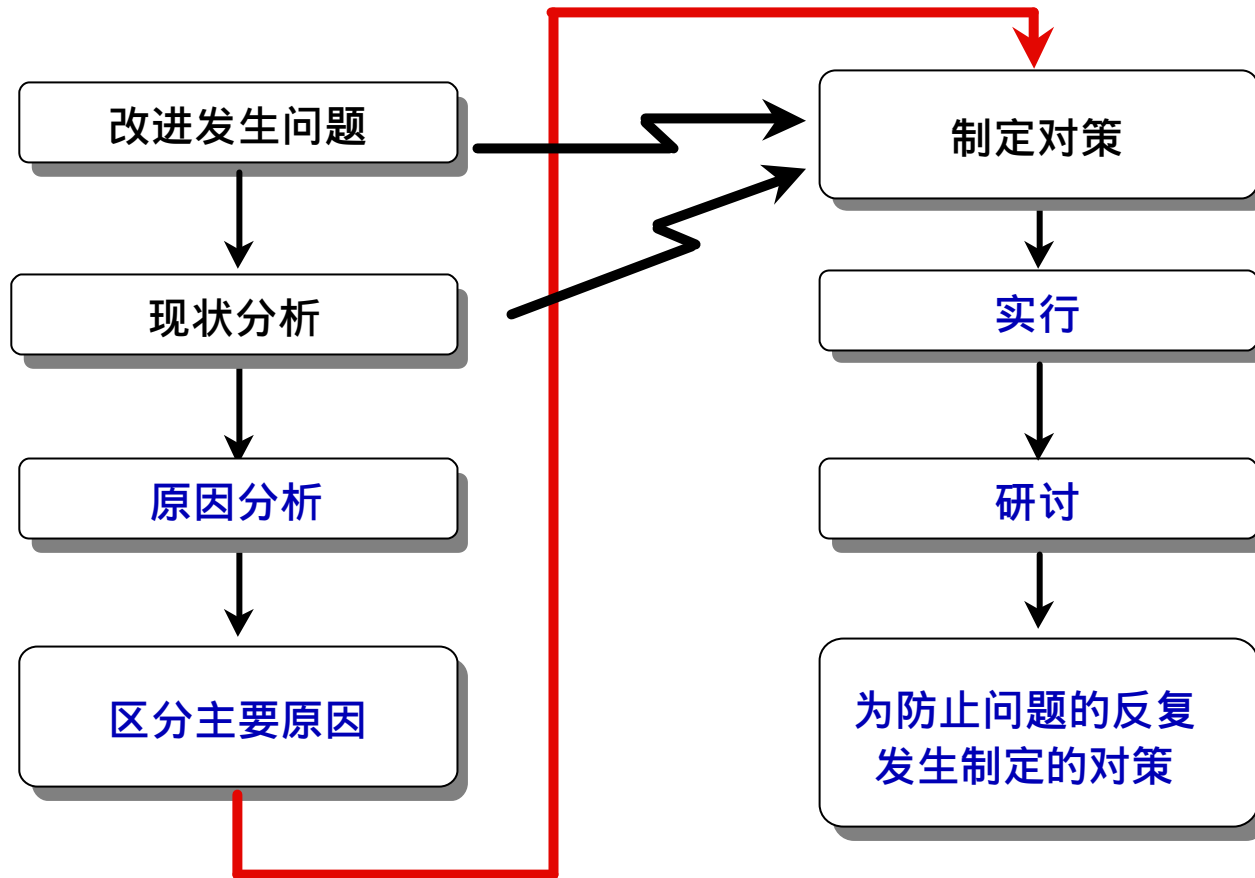 改进发生问题
现状分析
原因分析
区分主要原因
制定对策
实行
研讨
为防止问题的反复
发生制定的对策